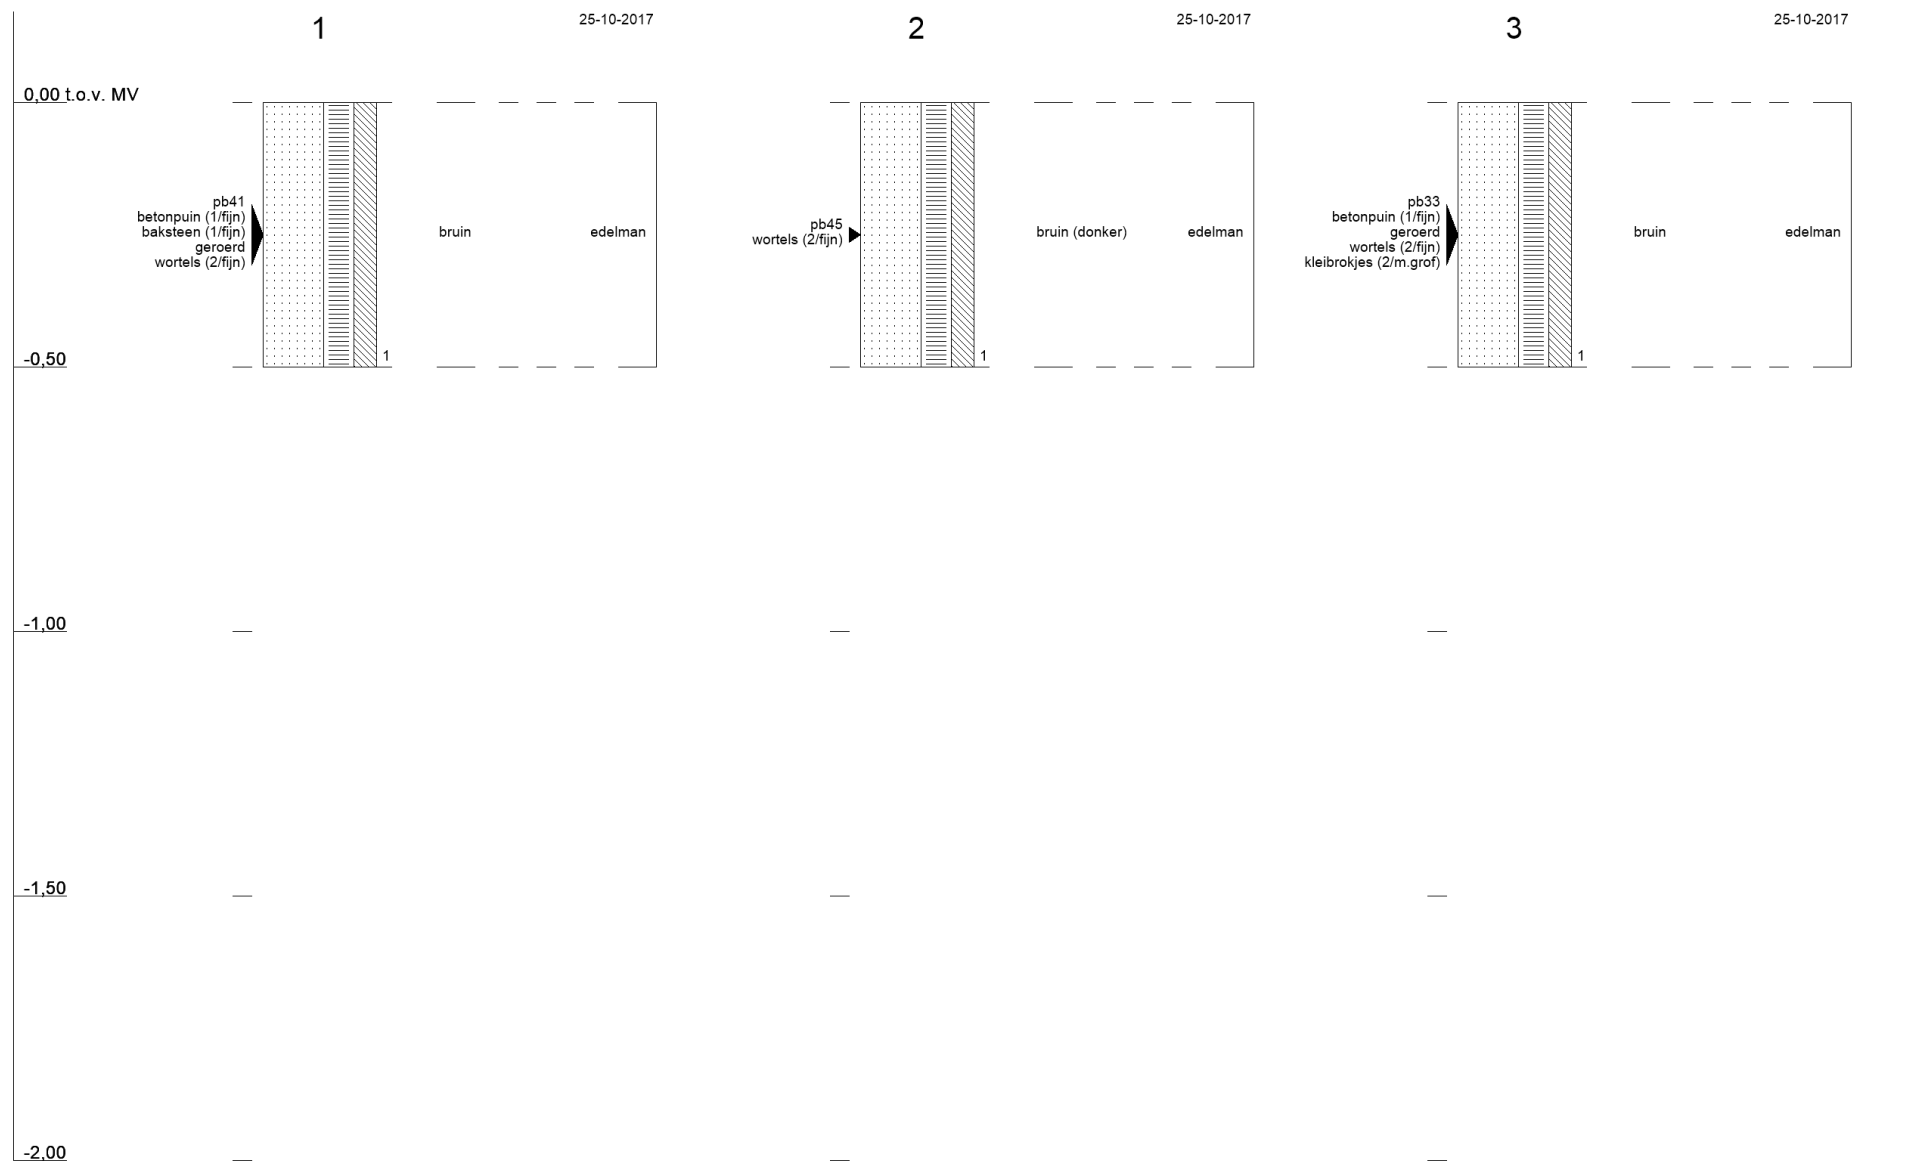 1
25-10-2017
2
25-10-2017
3
25-10-2017
0,00 t.o.v. MV
pb41
betonpuin (1/fijn)
baksteen (1/fijn)
geroerd
wortels (2/fijn)
bruin
edelman
1
pb45
wortels (2/fijn)
bruin (donker)
edelman
1
pb33
betonpuin (1/fijn)
geroerd
wortels (2/fijn)
kleibrokjes (2/m.grof)
bruin
edelman
1
-0,50
-1,00
-1,50
-2,00